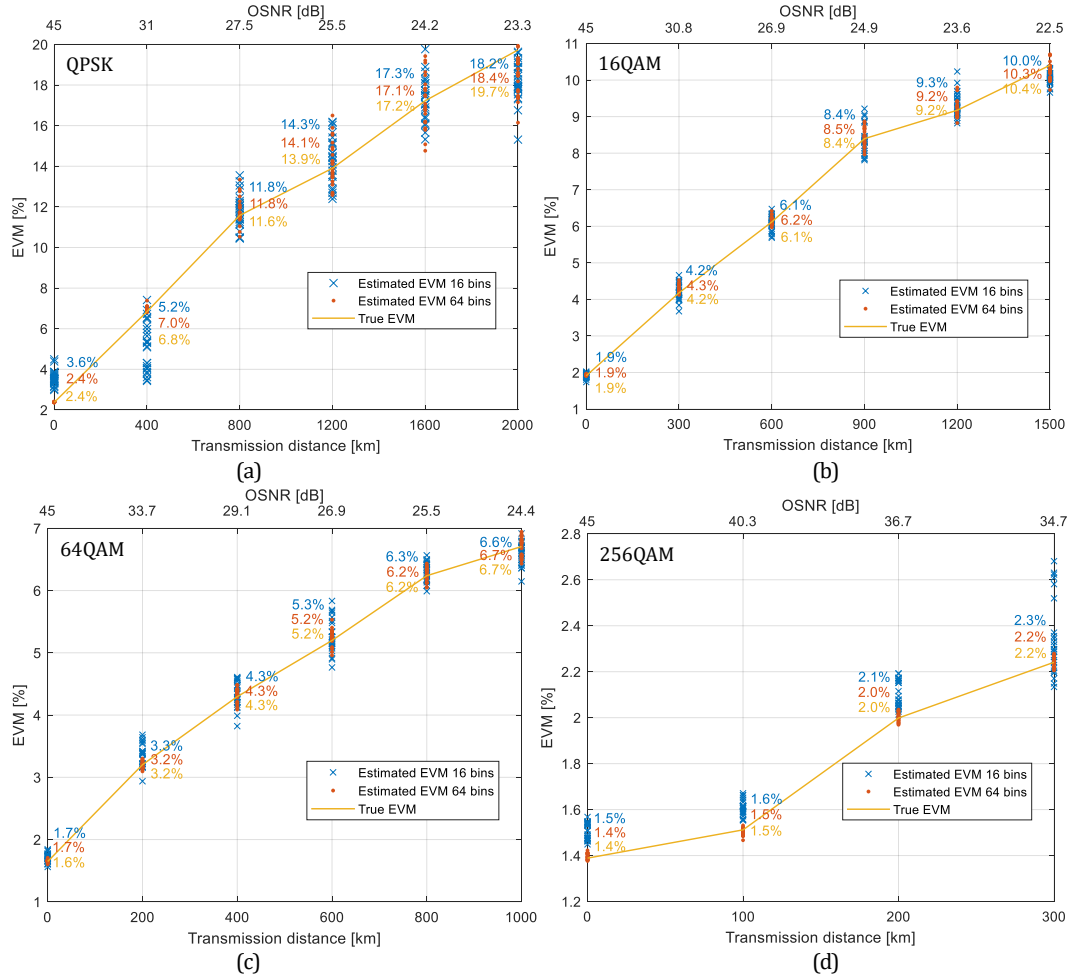 OSNR [dB]
45 31 27.5 25.5 24.2 23.3
QPSK
20
18
16
14
12
10
8
6
4
2
EVM [%]
3.6%
2.4%
2.4%
5.2%
7.0%
6.8%
11.8%
11.8%
11.6%
14.3%
14.1%
13.9%
17.3%
17.1%
17.2%
18.2%
18.4%
19.7%
Estimated EVM 16 bins
Estimated EVM 64 bins
True EVM
0 400 800 1200 1600 2000
Transmission distance [km]
(a)
OSNR [dB]
45 30.8 26.9 24.9 23.6 22.5
16QAM
11
10
9
8
7
6
5
4
3
2
1
EVM [%]
1.9%
1.9%
1.9%
4.2%
4.3%
4.2%
6.1%
6.2%
6.1%
8.4%
8.5%
8.4%
9.3%
9.2%
9.2%
10.0%
10.3%
10.4%
Estimated EVM 16 bins
Estimated EVM 64 bins
True EVM
0 300 600 900 1200 1500
Transmission distance [km]
(b)
OSNR [dB]
45 33.7 29.1 26.9 25.5 24.4
64QAM
7
6
5
4
3
2
1
EVM [%]
1.7%
1.7%
1.6%
3.3%
3.2%
3.2%
4.3%
4.3%
4.3%
5.3%
5.2%
5.2%
6.3%
6.2%
6.2%
6.6%
6.7%
6.7%
Estimated EVM 16 bins
Estimated EVM 64 bins
True EVM
0 200 400 600 800 1000
Transmission distance [km]
(c)
OSNR [dB]
45 40.3 36.7 34.7
256QAM
2.8
2.6
2.4
2.2
2
1.8
1.6
1.4
1.2
EVM [%]
1.5%
1.4%
1.4%
1.6%
1.5%
1.5%
2.1%
2.0%
2.0%
2.3%
2.2%
2.2%
Estimated EVM 16 bins
Estimated EVM 64 bins
True EVM
0 100 200 300
Transmission distance [km]
(d)